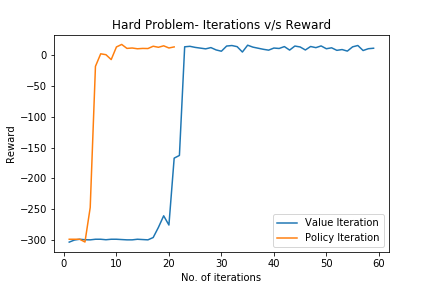 Hard Problem- Iterations v/s Reward
Reward
0
−50
−100
−150
−200
−250
−300
0
10
20
30
40
50
60
No. of iterations
Value Iteration
Policy Iteration